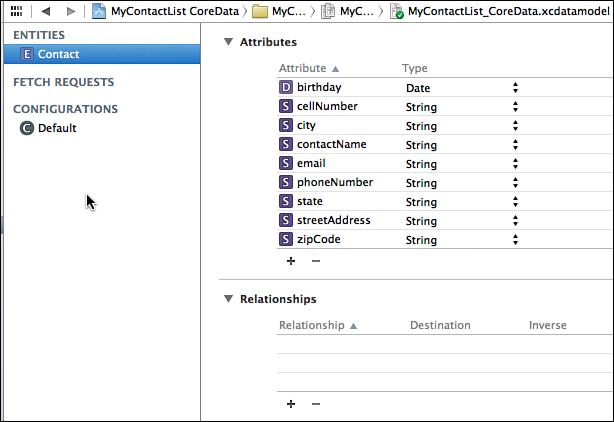 MyContactList CoreData MyC... MyC... MyContactList_CoreData.xcdatamodel
ENTITIES
E Contact
FETCH REQUESTS
CONFIGURATIONS
C Default
Attributes
Attribute Type
D birthday Date
S cellNumber String
S city String
S contactName String
S email String
S phoneNumber String
S state String
S streetAddress String
S zipCode String
+ −
Relationships
Relationship Destination Inverse
+ −